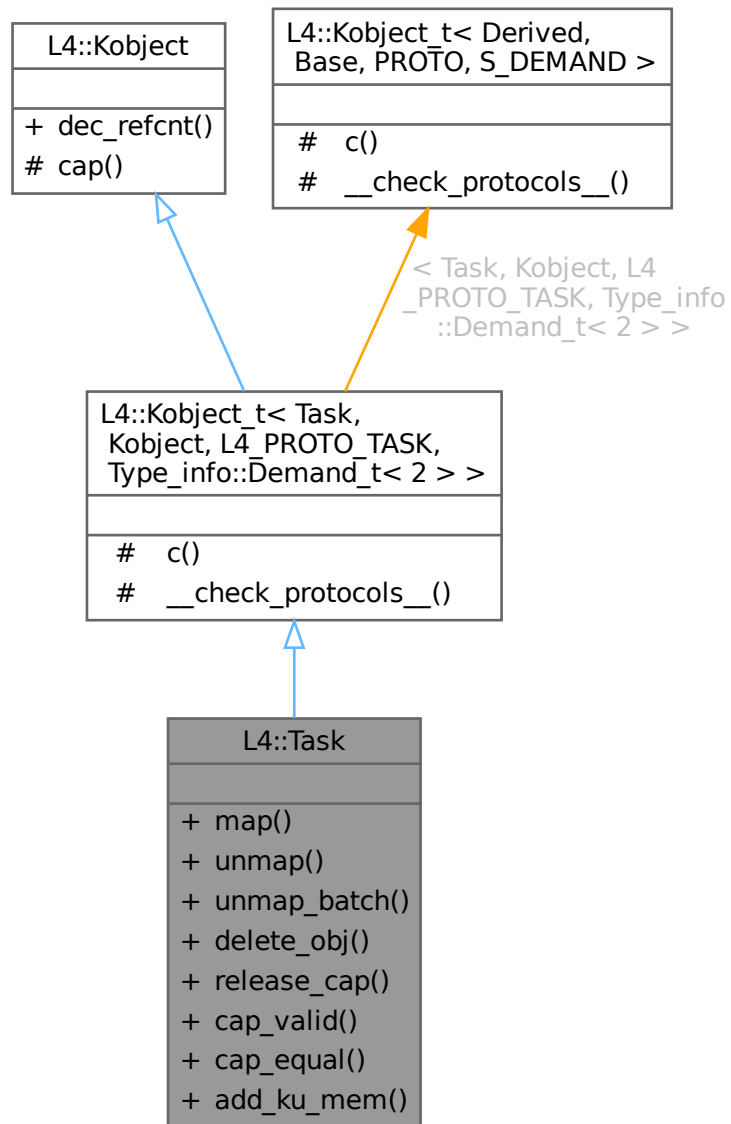 L4::Kobject
+ dec_refcnt()
# cap()
L4::Kobject_t< Derived,
Base, PROTO, S_DEMAND >
# c()
# __check_protocols__()
< Task, Kobject, L4
_PROTO_TASK, Type_info
::Demand_t< 2 > >
L4::Kobject_t< Task,
Kobject, L4_PROTO_TASK,
Type_info::Demand_t< 2 > >
# c()
# __check_protocols__()
L4::Task
+ map()
+ unmap()
+ unmap_batch()
+ delete_obj()
+ release_cap()
+ cap_valid()
+ cap_equal()
+ add_ku_mem()